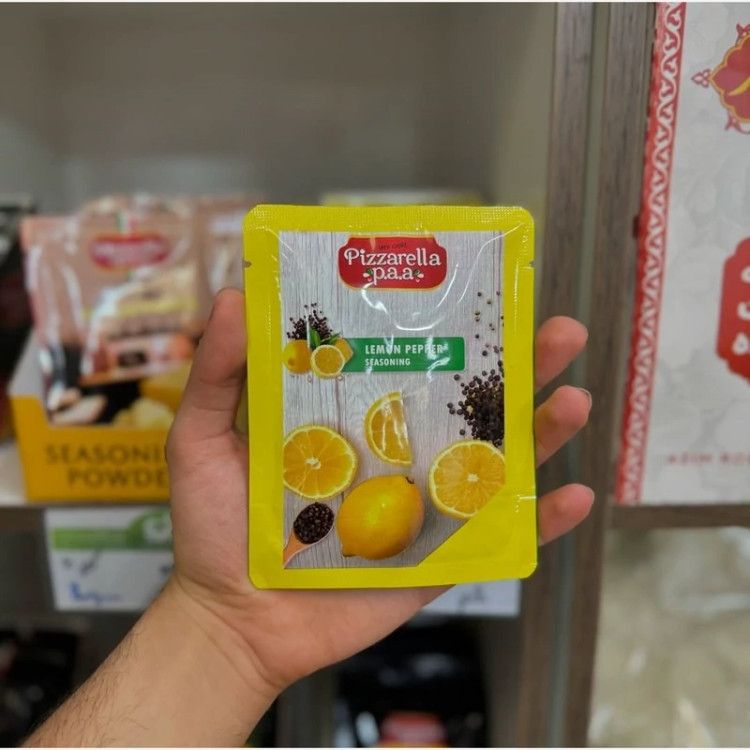 Pizzarella
p.a.a
LEMON PEPPER
SEASONING
SEASONI
POWDE